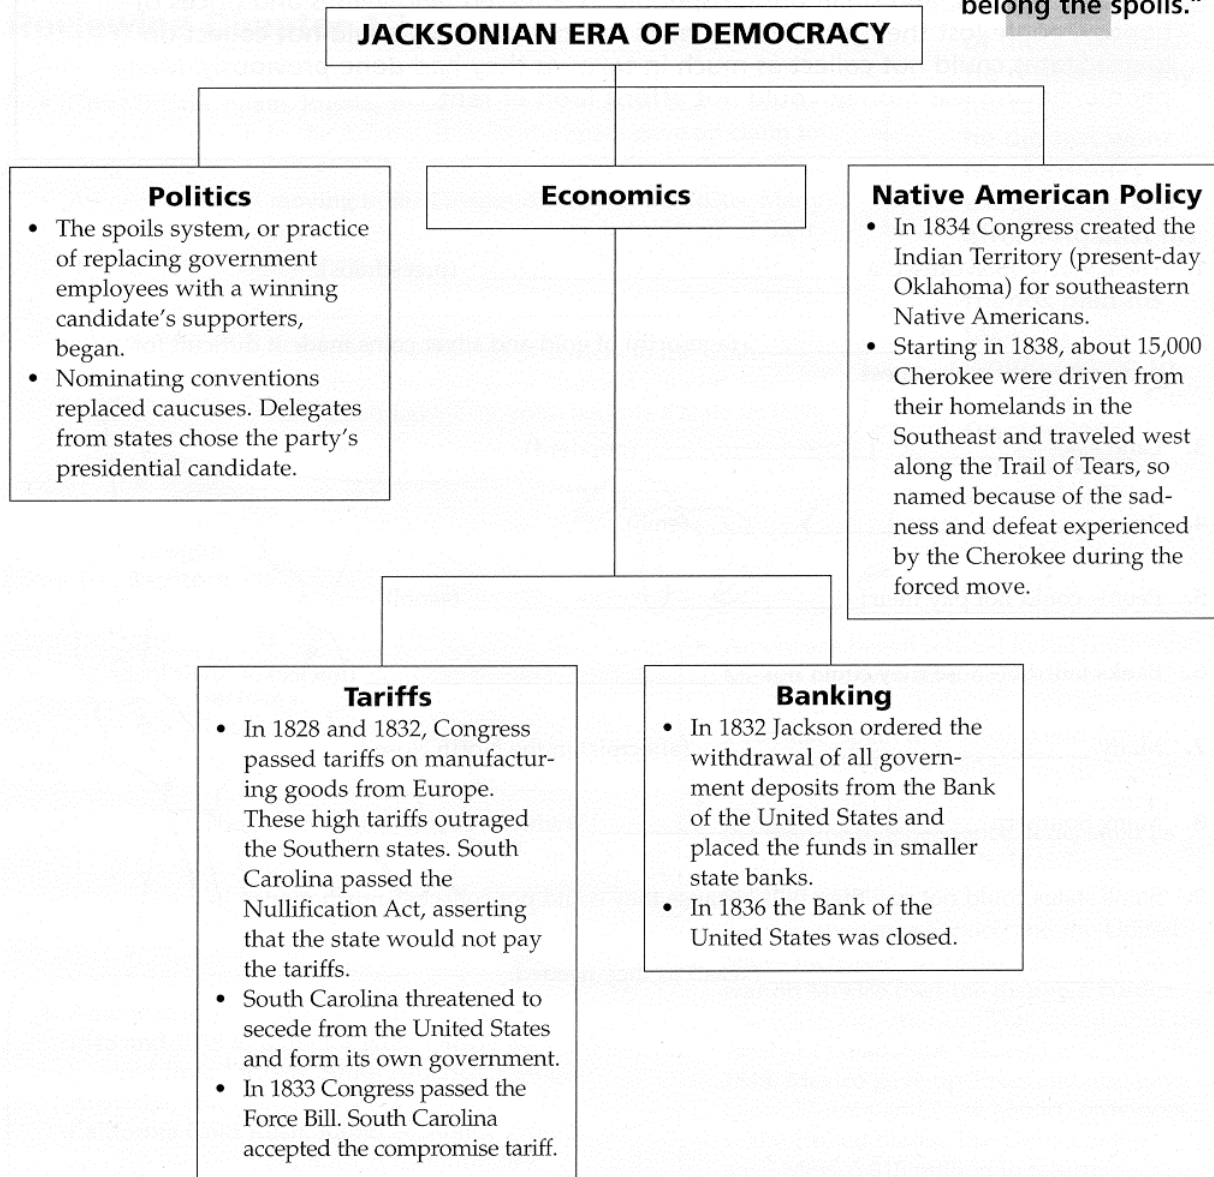 belong the spoils."
JACKSONIAN ERA OF DEMOCRACY
Politics
• The spoils system, or practice
of replacing government
employees with a winning
candidate's supporters,
began.
• Nominating conventions
replaced caucuses. Delegates
from states chose the party's
presidential candidate.
Economics
Native American Policy
• In 1834 Congress created the
Indian Territory (present-day
Oklahoma) for southeastern
Native Americans.
• Starting in 1838, about 15,000
Cherokee were driven from
their homelands in the
Southeast and traveled west
along the Trail of Tears, so
named because of the sad-
ness and defeat experienced
by the Cherokee during the
forced move.
Tariffs
• In 1828 and 1832, Congress
passed tariffs on manufactur-
ing goods from Europe.
These high tariffs outraged
the Southern states. South
Carolina passed the
Nullification Act, asserting
that the state would not pay
the tariffs.
• South Carolina threatened to
secede from the United States
and form its own government.
• In 1833 Congress passed the
Force Bill. South Carolina
accepted the compromise tariff.
Banking
• In 1832 Jackson ordered the
withdrawal of all govern-
ment deposits from the Bank
of the United States and
placed the funds in smaller
state banks.
• In 1836 the Bank of the
United States was closed.